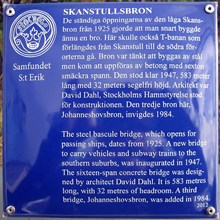 SKANSTULLSBRON
De ständiga öppningarna av den låga Skans-
bron från 1925 gjorde att man snart byggde
ännu en bro. Här skulle också T-banan som
förlängdes från Skanstull till de södra för-
orterna gå. Bron var tänkt att byggas av stål
men kom att uppföras av betong med sexton
smäckra spann. Den stod klar 1947, 583 meter
lång med 32 meters segelfri höjd. Arkitekt var
David Dahl, Stockholms Hamnstyrelse stod
för konstruktionen. Den tredje bron här,
Johanneshovsbron, invigdes 1984.
Samfundet
S:t Erik
The steel bascule bridge, which opens for
passing ships, dates from 1925. A new bridge
to carry vehicles and subway trains to the
southern suburbs, was inaugurated in 1947.
The sixteen-span concrete bridge was desig-
ned by architect David Dahl. It is 583 metres
long, with 32 metres of headroom. A third
bridge, Johanneshovsbron, was added in 1984.
2012